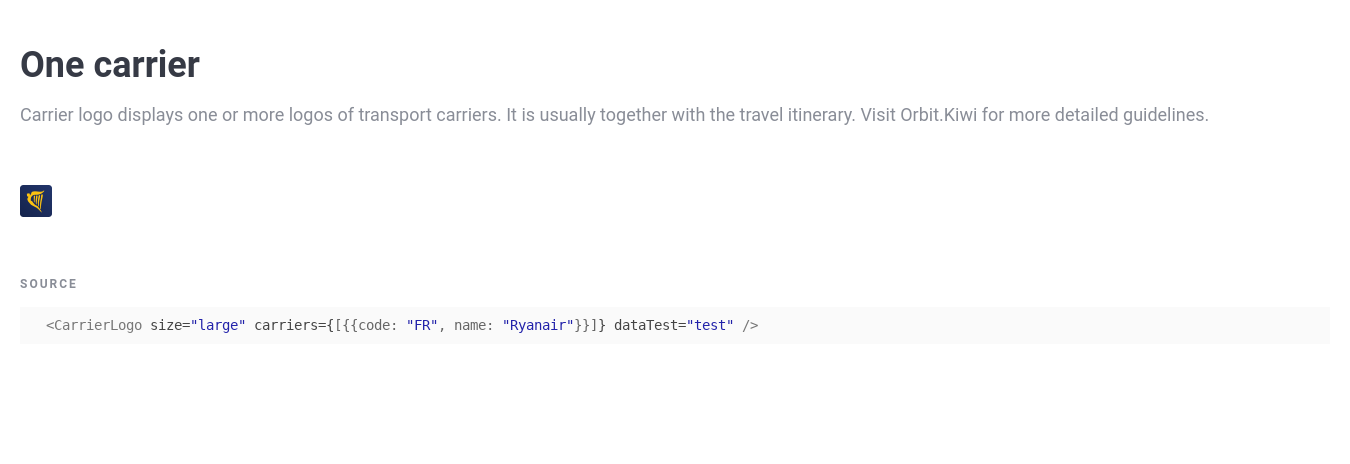 One carrier
Carrier logo displays one or more logos of transport carriers. It is usually together with the travel itinerary. Visit Orbit.Kiwi for more detailed guidelines.
SOURCE
<CarrierLogo size="large" carriers={[{{code: "FR", name: "Ryanair"}}]} dataTest="test" />